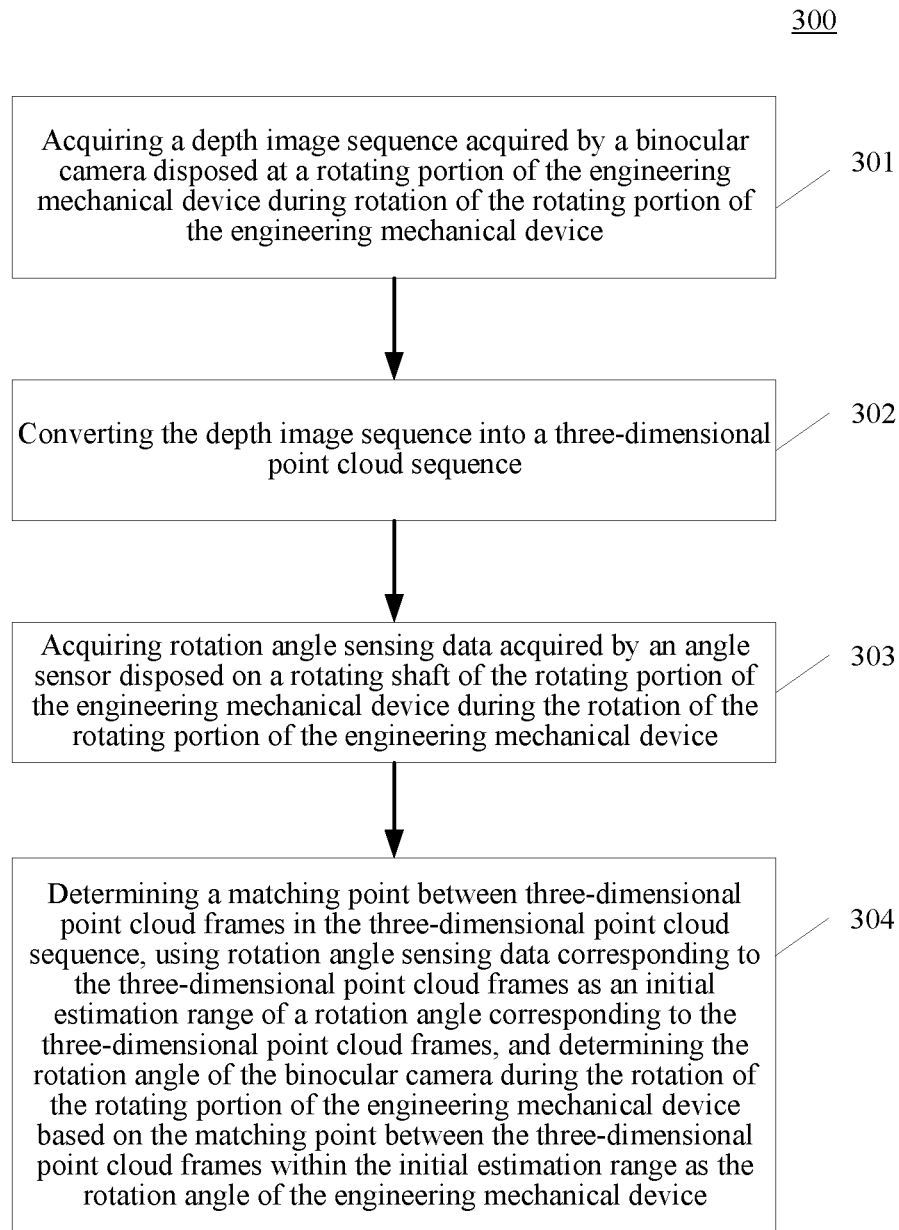 300
Acquiring a depth image sequence acquired by a binocular
camera disposed at a rotating portion of the engineering
mechanical device during rotation of the rotating portion of
the engineering mechanical device
301
Converting the depth image sequence into a three-dimensional
point cloud sequence
302
Acquiring rotation angle sensing data acquired by an angle
sensor disposed on a rotating shaft of the rotating portion of
the engineering mechanical device during the rotation of the
rotating portion of the engineering mechanical device
303
Determining a matching point between three-dimensional
point cloud frames in the three-dimensional point cloud
sequence, using rotation angle sensing data corresponding to
the three-dimensional point cloud frames as an initial
estimation range of a rotation angle corresponding to the
three-dimensional point cloud frames, and determining the
rotation angle of the binocular camera during the rotation of
the rotating portion of the engineering mechanical device
based on the matching point between the three-dimensional
point cloud frames within the initial estimation range as the
rotation angle of the engineering mechanical device
304